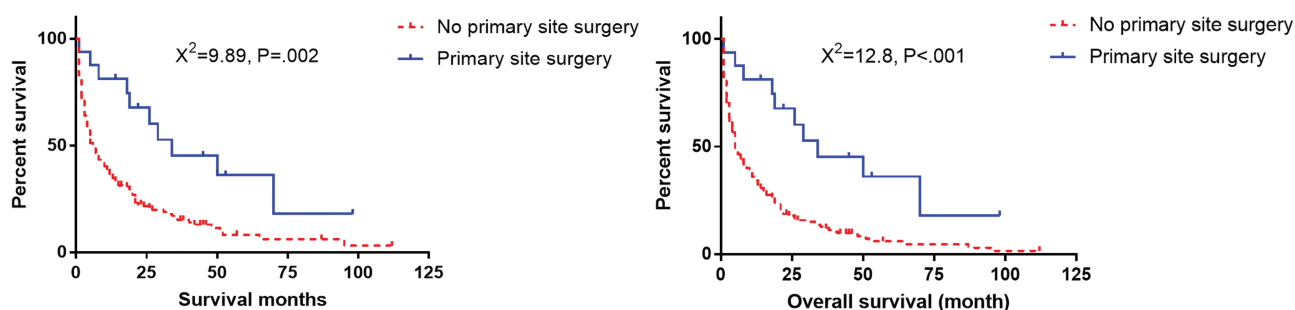 No primary site surgery
Primary site surgery
X²=9.89, P=.002
Percent survival
100
50
0
0 25 50 75 100 125
Survival months
No primary site surgery
Primary site surgery
X²=12.8, P<.001
Percent survival
100
50
0
0 25 50 75 100 125
Overall survival (month)